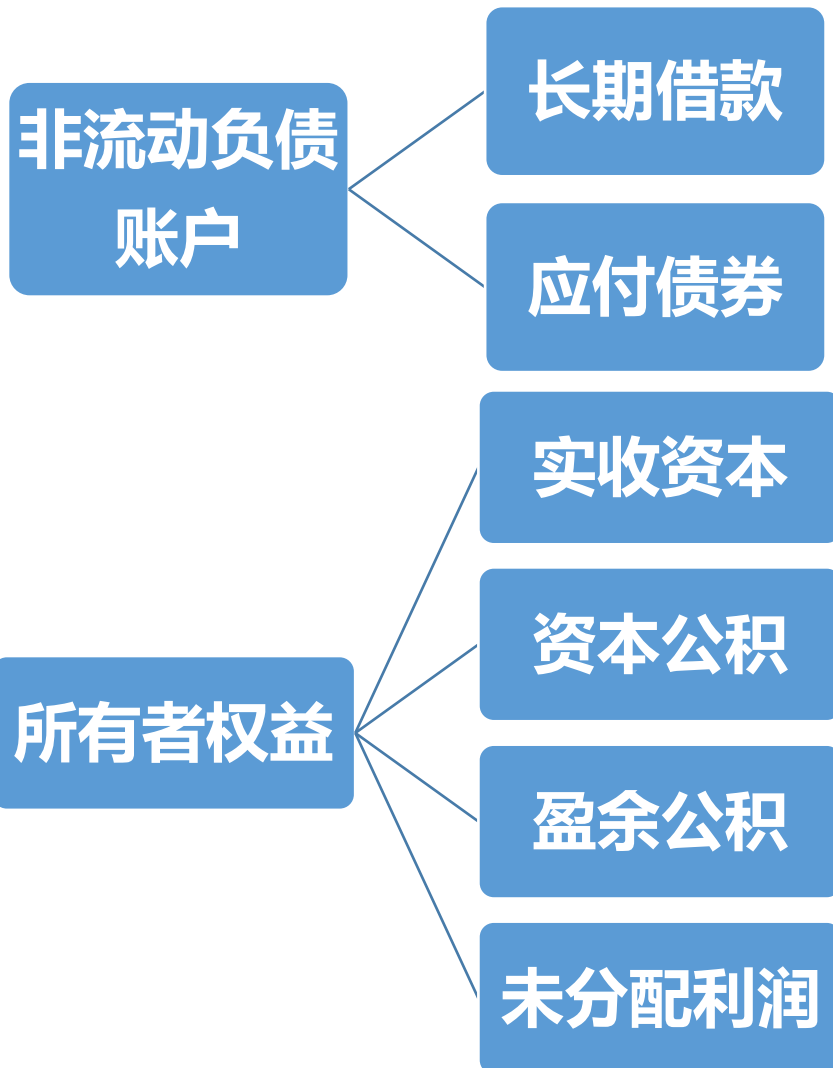 非流动负债
账户
长期借款
应付债券
所有者权益
实收资本
资本公积
盈余公积
未分配利润